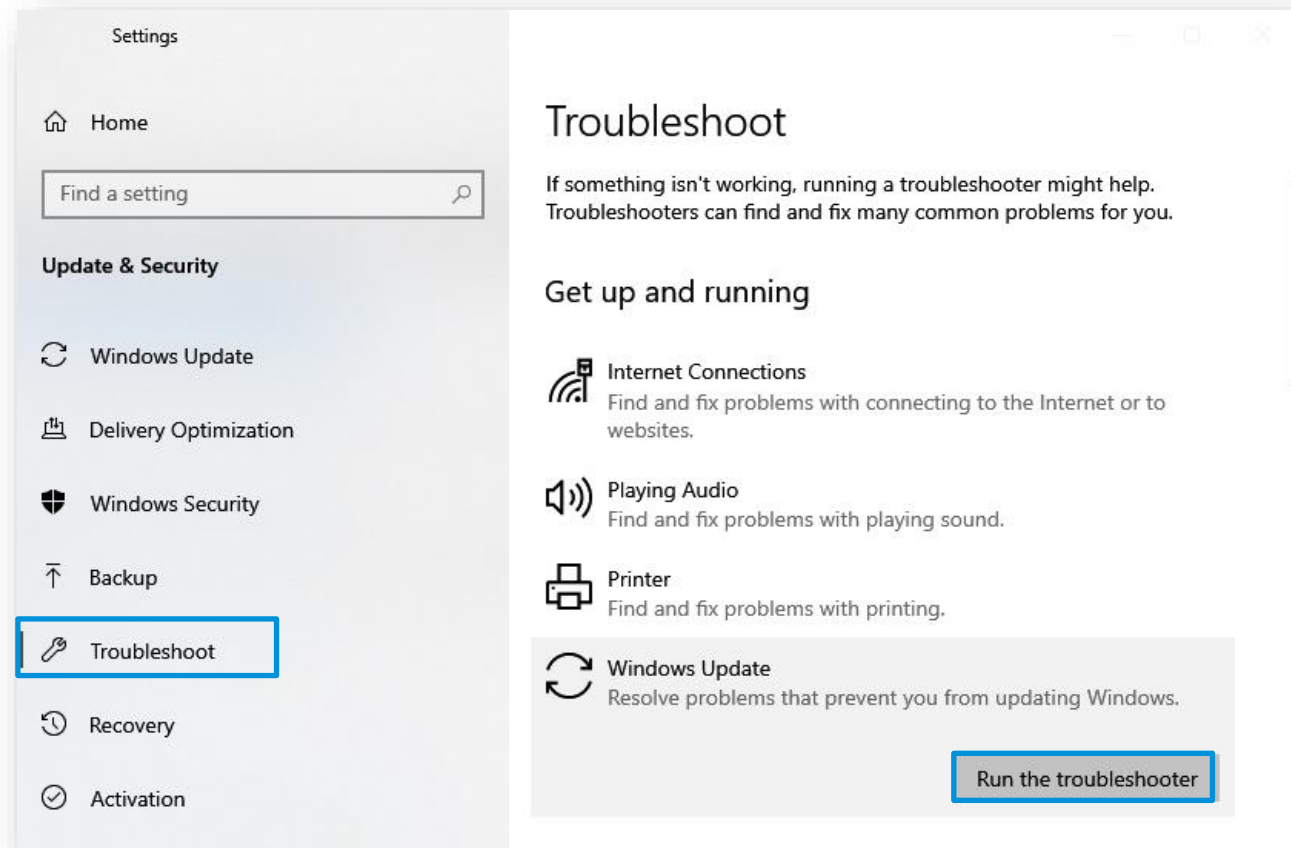 Settings
Home
Find a setting
Update & Security
Windows Update
Delivery Optimization
Windows Security
Backup
Troubleshoot
Recovery
Activation
Troubleshoot
If something isn't working, running a troubleshooter might help.
Troubleshooters can find and fix many common problems for you.
Get up and running
Internet Connections
Find and fix problems with connecting to the Internet or to
websites.
Playing Audio
Find and fix problems with playing sound.
Printer
Find and fix problems with printing.
Windows Update
Resolve problems that prevent you from updating Windows.
Run the troubleshooter